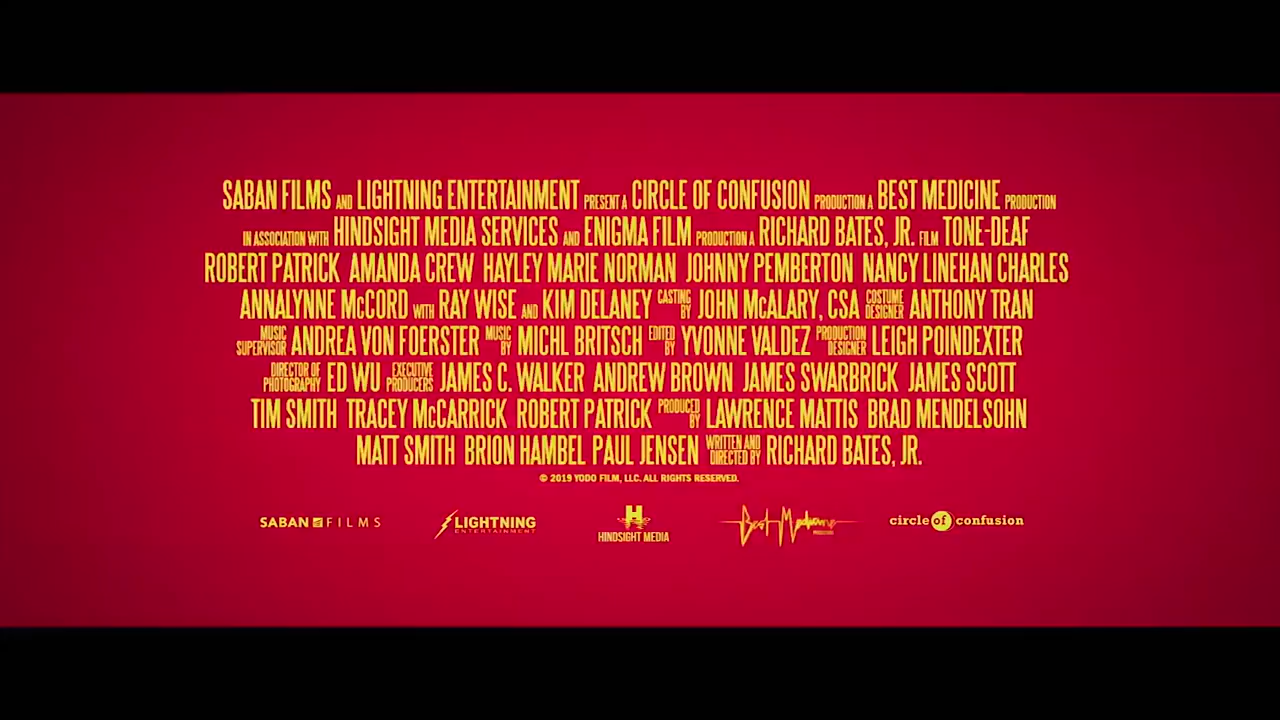 SABAN FILMS AND LIGHTNING ENTERTAINMENT PRESENT A CIRCLE OF CONFUSION PRODUCTION A BEST MEDICINE PRODUCTION
IN ASSOCIATION WITH HINDSIGHT MEDIA SERVICES AND ENIGMA FILM PRODUCTION A RICHARD BATES, JR. FILM TONE-DEAF
ROBERT PATRICK AMANDA CREW HAYLEY MARIE NORMAN JOHNNY PEMBERTON NANCY LINEHAN CHARLES
ANNALYNNE McCORD WITH RAY WISE AND KIM DELANEY CASTING BY JOHN McALARY, CSA COSTUME DESIGNER ANTHONY TRAN
MUSIC SUPERVISOR ANDREA VON FOERSTER MUSIC BY MICHL BRITSCH EDITED BY YVONNE VALDEZ PRODUCTION DESIGNER LEIGH POINDEXTER
DIRECTOR OF PHOTOGRAPHY ED WU EXECUTIVE PRODUCERS JAMES C. WALKER ANDREW BROWN JAMES SWARBRICK JAMES SCOTT
TIM SMITH TRACEY McCARRICK ROBERT PATRICK PRODUCED BY LAWRENCE MATTIS BRAD MENDELSOHN
MATT SMITH BRION HAMBEL PAUL JENSEN WRITTEN AND DIRECTED BY RICHARD BATES, JR.
© 2019 YODO FILM, LLC. ALL RIGHTS RESERVED.
SABAN FILMS LIGHTNING ENTERTAINMENT H HINDSIGHT MEDIA Best Medicine circle of confusion